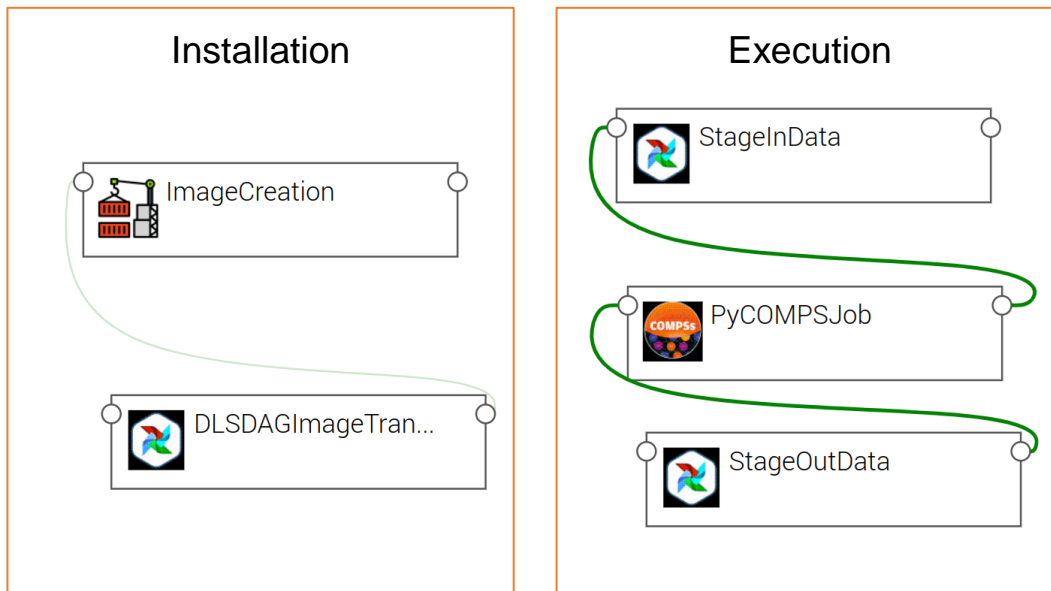 Installation
ImageCreation
DLSDAGImageTran...
Execution
StageInData
COMPSs
PyCOMPSJob
StageOutData